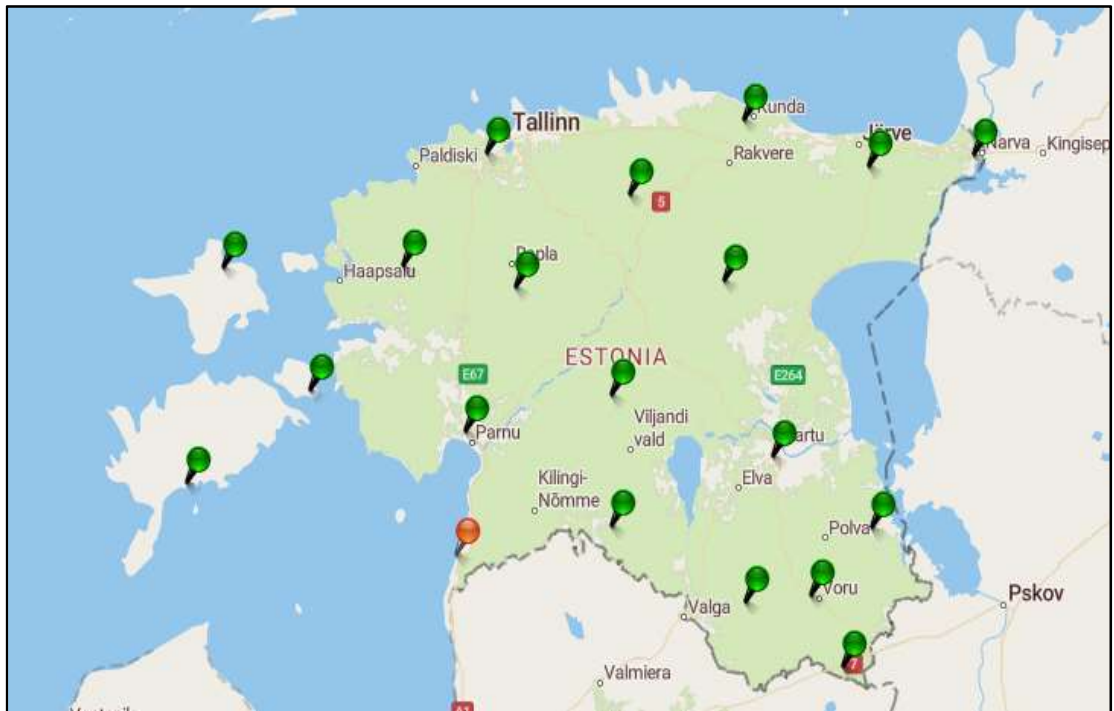 Tallinn
Kunda
Järve
Narva
Kingisep
Paldiski
Rakvere
5
Rapla
Haapsalu
ESTONIA
E67
E264
Viljandi
vald
Parnu
Tartu
Elva
Kilingi-
Nõmme
Polva
Voru
Valga
Pskov
7
Valmiera